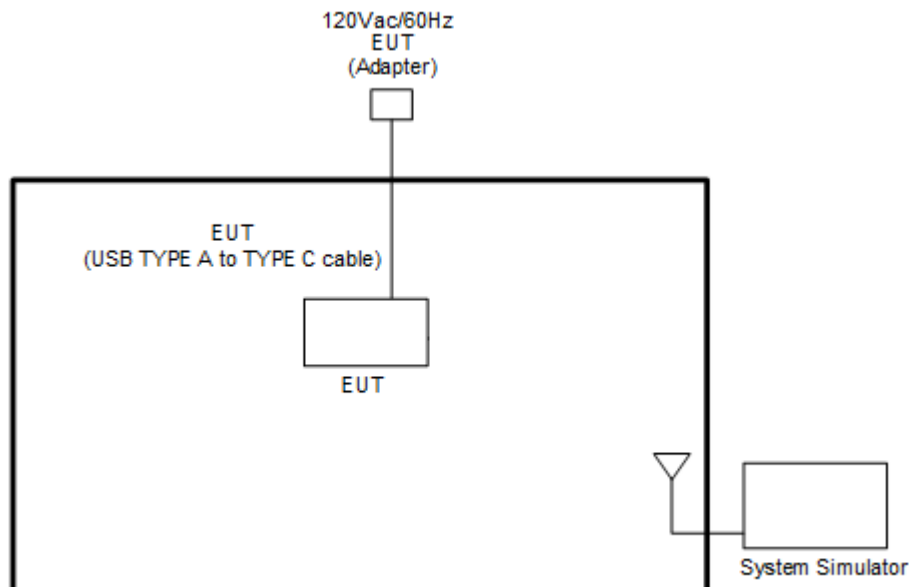 120Vac/60Hz
EUT
(Adapter)
EUT
(USB TYPE A to TYPE C cable)
EUT
System Simulator